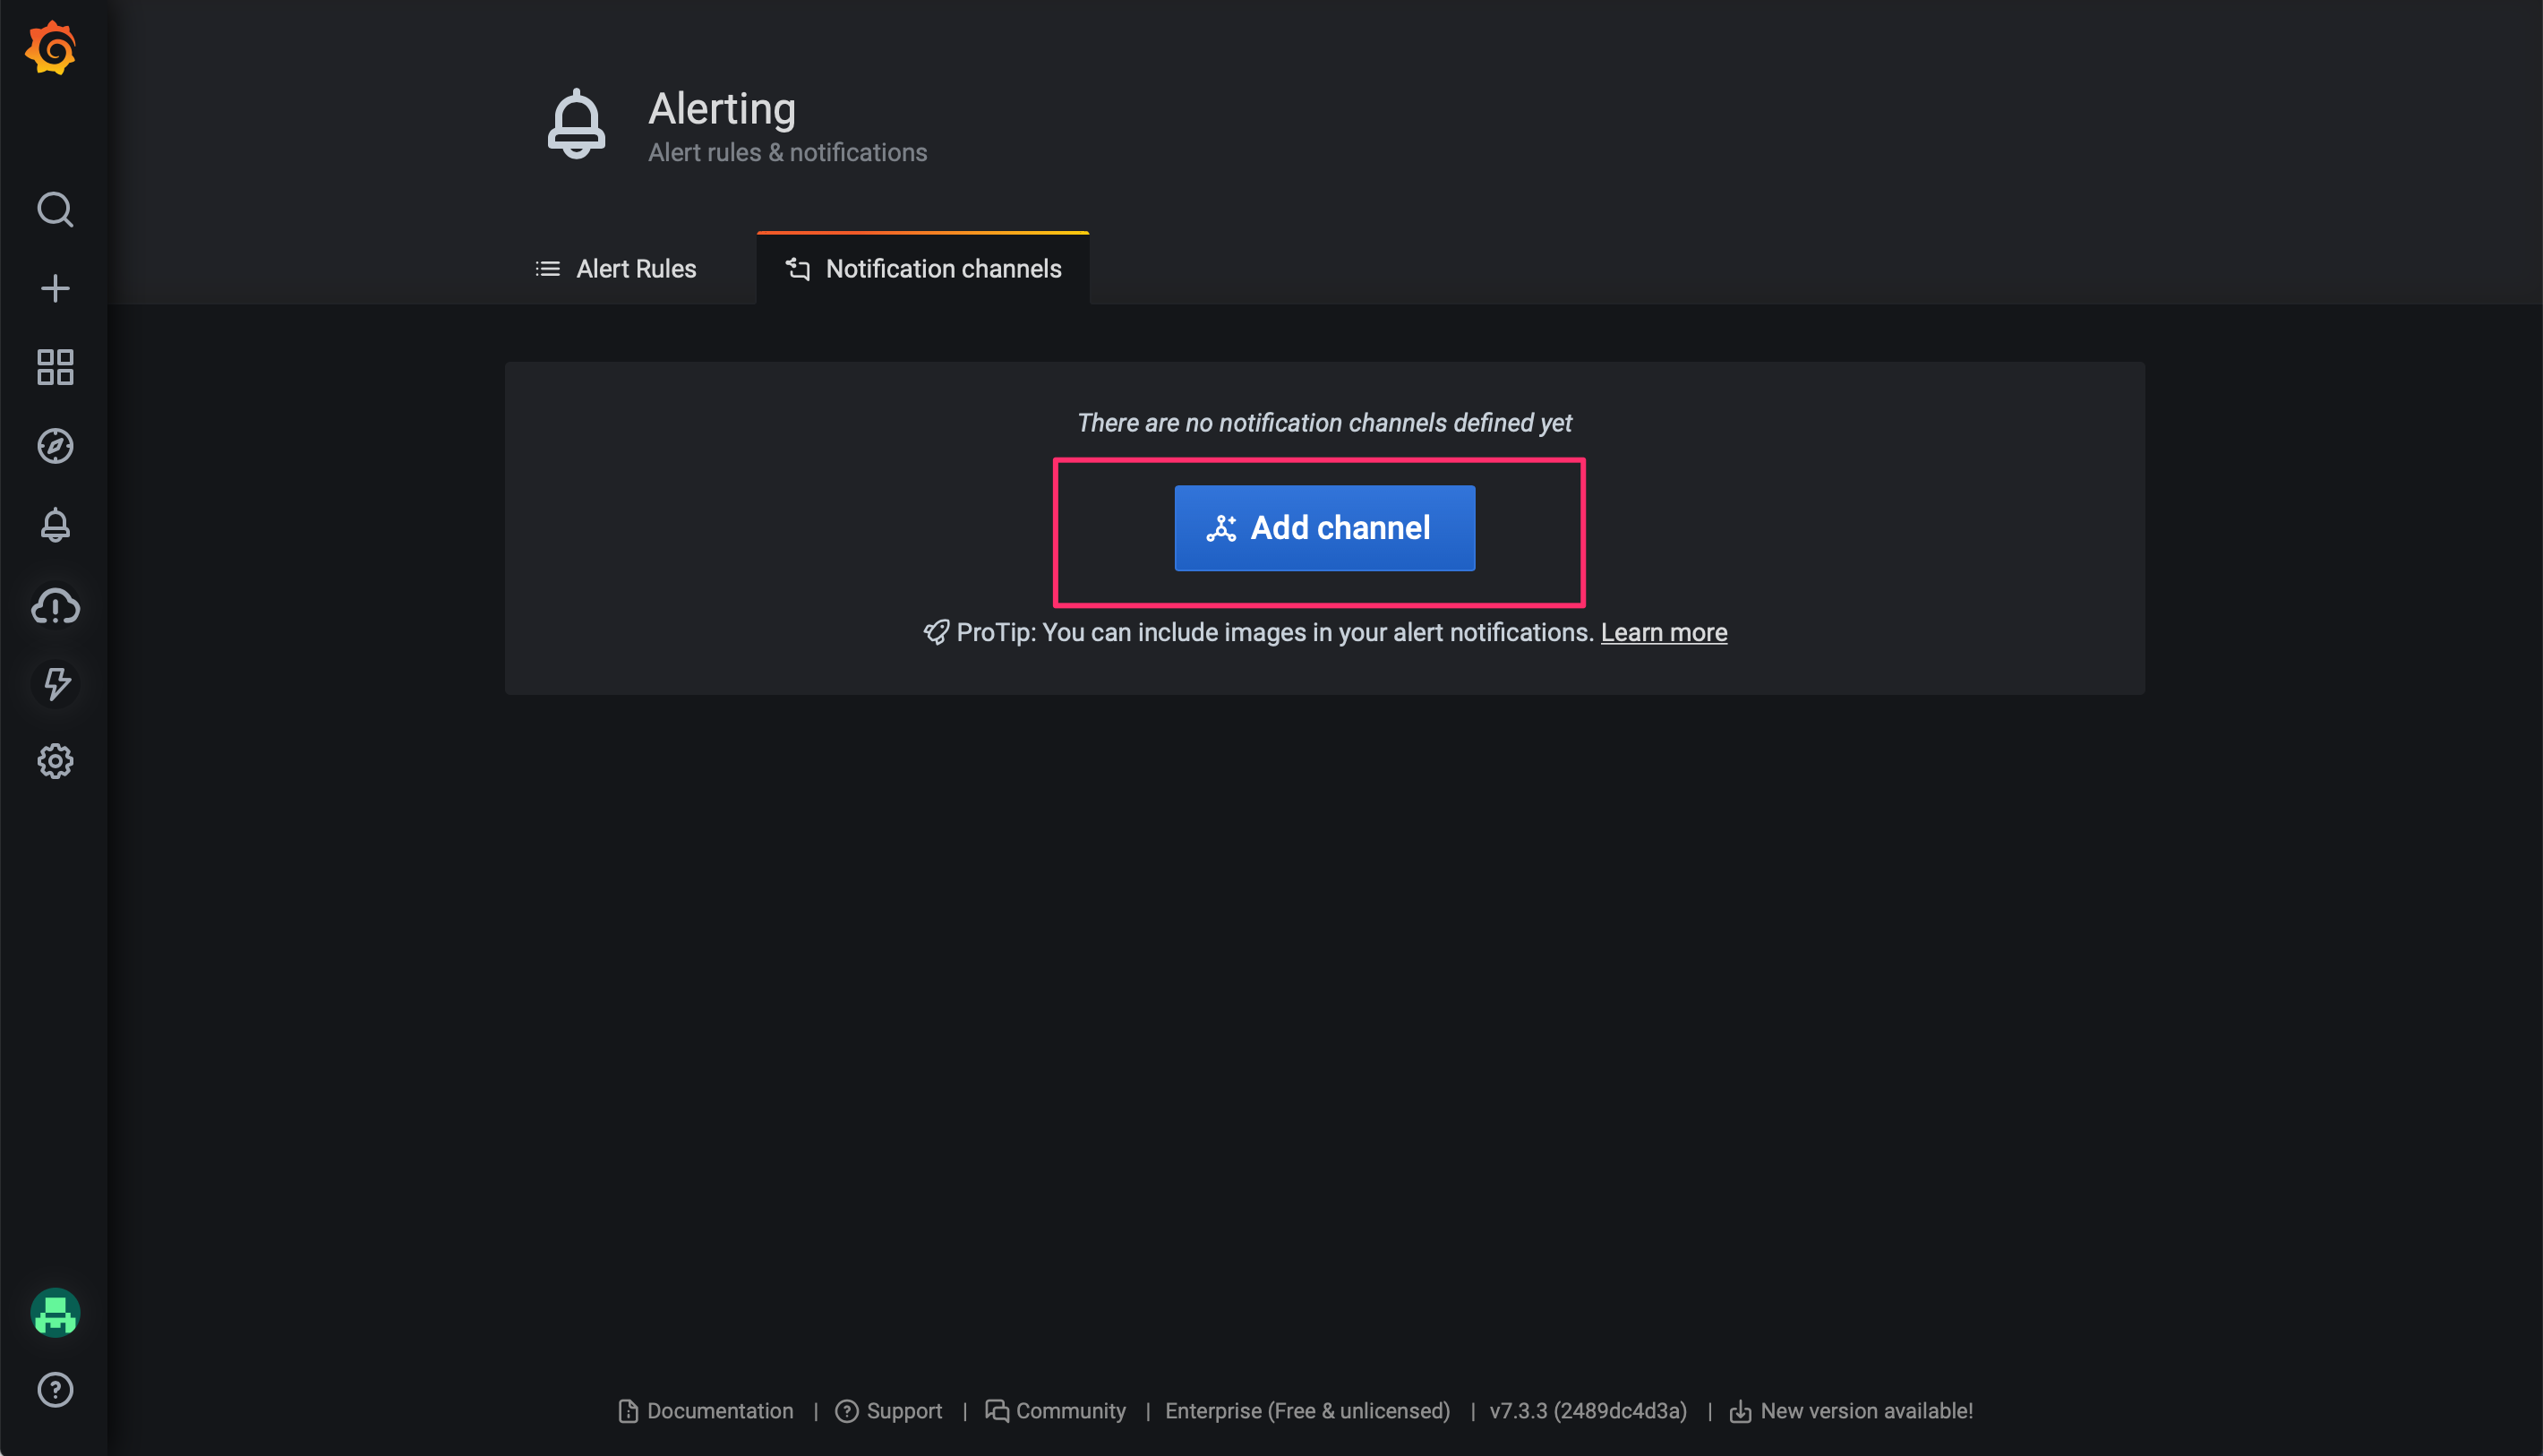 Alerting
Alert rules & notifications
Alert Rules
Notification channels
There are no notification channels defined yet
Add channel
ProTip: You can include images in your alert notifications. Learn more
Documentation | Support | Community | Enterprise (Free & unlicensed) | v7.3.3 (2489dc4d3a) | New version available!